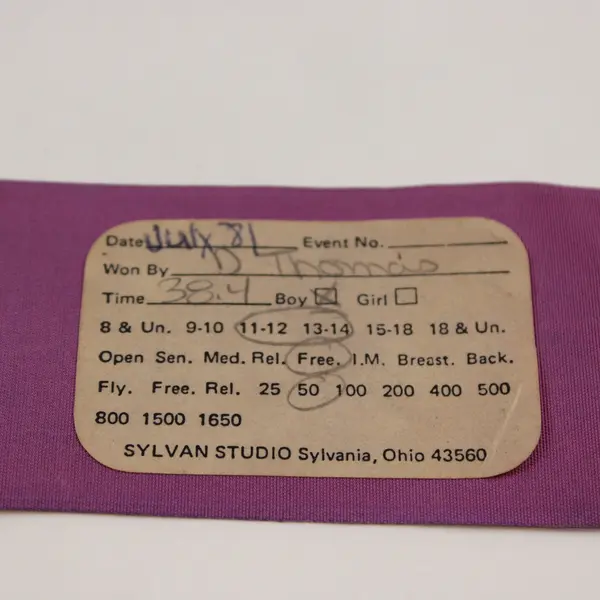 Date July 81 Event No.
Won By D Thomas
Time 38.4 Boy ☒ Girl ☐
8 & Un. 9-10 11-12 13-14 15-18 18 & Un.
Open Sen. Med. Rel. Free. I.M. Breast. Back.
Fly. Free. Rel. 25 50 100 200 400 500
800 1500 1650
SYLVAN STUDIO Sylvania, Ohio 43560